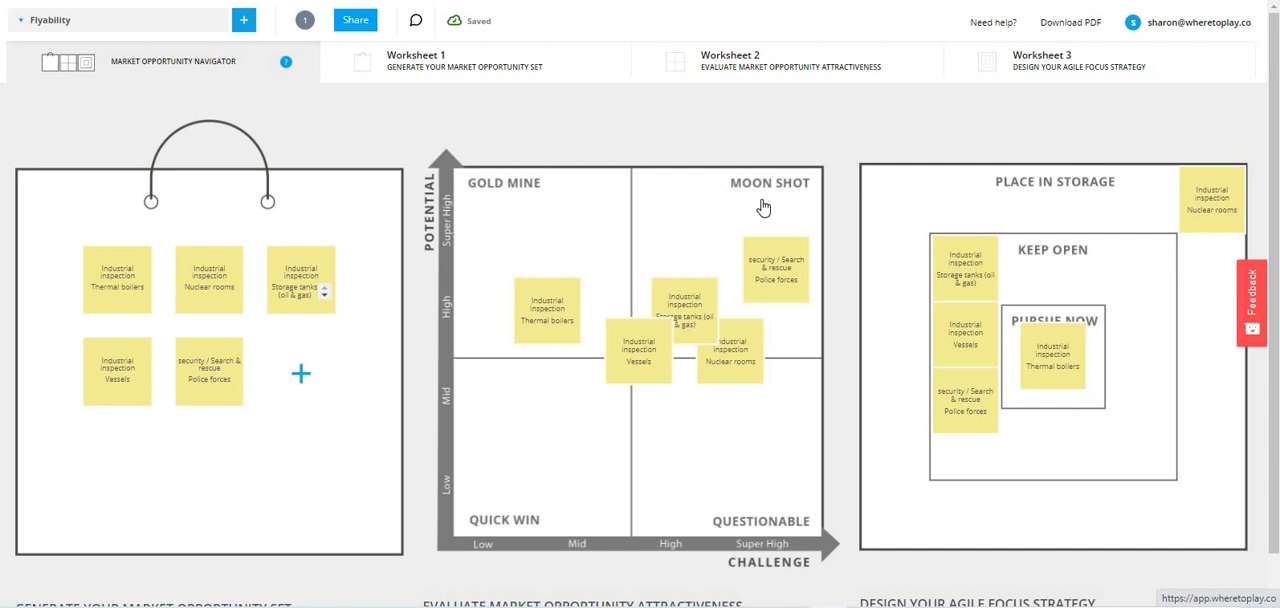 Flyability
+
1
Share
Saved
Need help?
Download PDF
s
sharon@wheretoplay.co
MARKET OPPORTUNITY NAVIGATOR
?
Worksheet 1
GENERATE YOUR MARKET OPPORTUNITY SET
Worksheet 2
EVALUATE MARKET OPPORTUNITY ATTRACTIVENESS
Worksheet 3
DESIGN YOUR AGILE FOCUS STRATEGY
Industrial
inspection
Thermal boilers
Industrial
inspection
Nuclear rooms
Industrial
inspection
Storage tanks
(oil & gas)
Industrial
inspection
Vessels
security / Search &
rescue
Police forces
+
POTENTIAL
Super High
High
Mid
Low
GOLD MINE
MOON SHOT
security / Search
& rescue
Police forces
Industrial
inspection
Thermal boilers
Industrial
inspection
Storage tanks (oil
& gas)
Industrial
inspection
Vessels
Industrial
inspection
Nuclear rooms
QUICK WIN
QUESTIONABLE
Low
Mid
High
Super High
CHALLENGE
PLACE IN STORAGE
Industrial
inspection
Nuclear rooms
KEEP OPEN
Industrial
inspection
Storage tanks (oil
& gas)
Industrial
inspection
Vessels
security / Search
& rescue
Police forces
PURSUE NOW
Industrial
inspection
Thermal boilers
Feedback
https://app.wheretoplay.co
GENERATE YOUR MARKET OPPORTUNITY SET
EVALUATE MARKET OPPORTUNITY ATTRACTIVENESS
DESIGN YOUR AGILE FOCUS STRATEGY